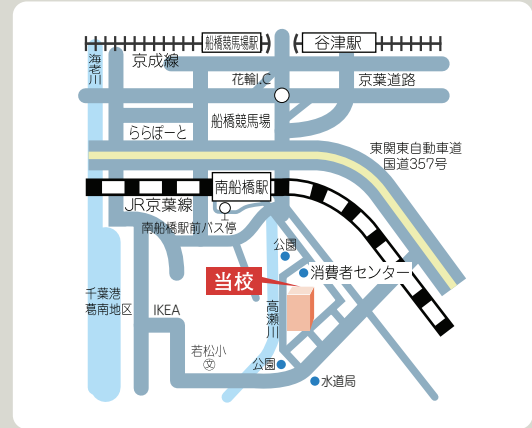 船橋競馬場駅
谷津駅
海老川
京成線
花輪I.C
京葉道路
船橋競馬場
ららぽーと
東関東自動車道
国道357号
南船橋駅
JR京葉線
南船橋駅前バス停
公園
消費者センター
当校
千葉港
葛南地区
IKEA
高瀬川
若松小
文
公園
水道局